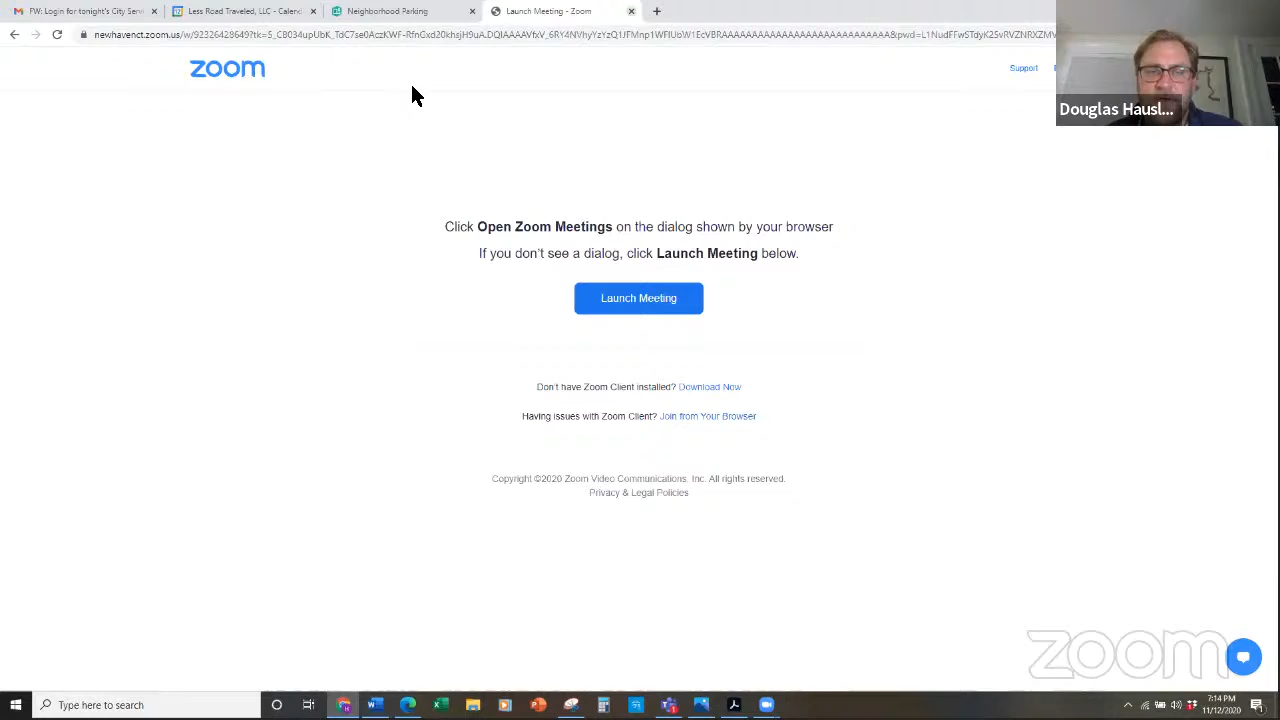 FW: Login for tonight's City Servi
Less Road Traveled, LLC - Calend
Neighborhood Parking
Launch Meeting - Zoom
zoom
Support
Douglas Hausl...
Click Open Zoom Meetings on the dialog shown by your browser
If you don't see a dialog, click Launch Meeting below.
Launch Meeting
Don't have Zoom Client installed? Download Now
Having issues with Zoom Client? Join from Your Browser
Copyright ©2020 Zoom Video Communications, Inc. All rights reserved.
Privacy & Legal Policies
zoom
Type here to search
7:14 PM
11/12/2020